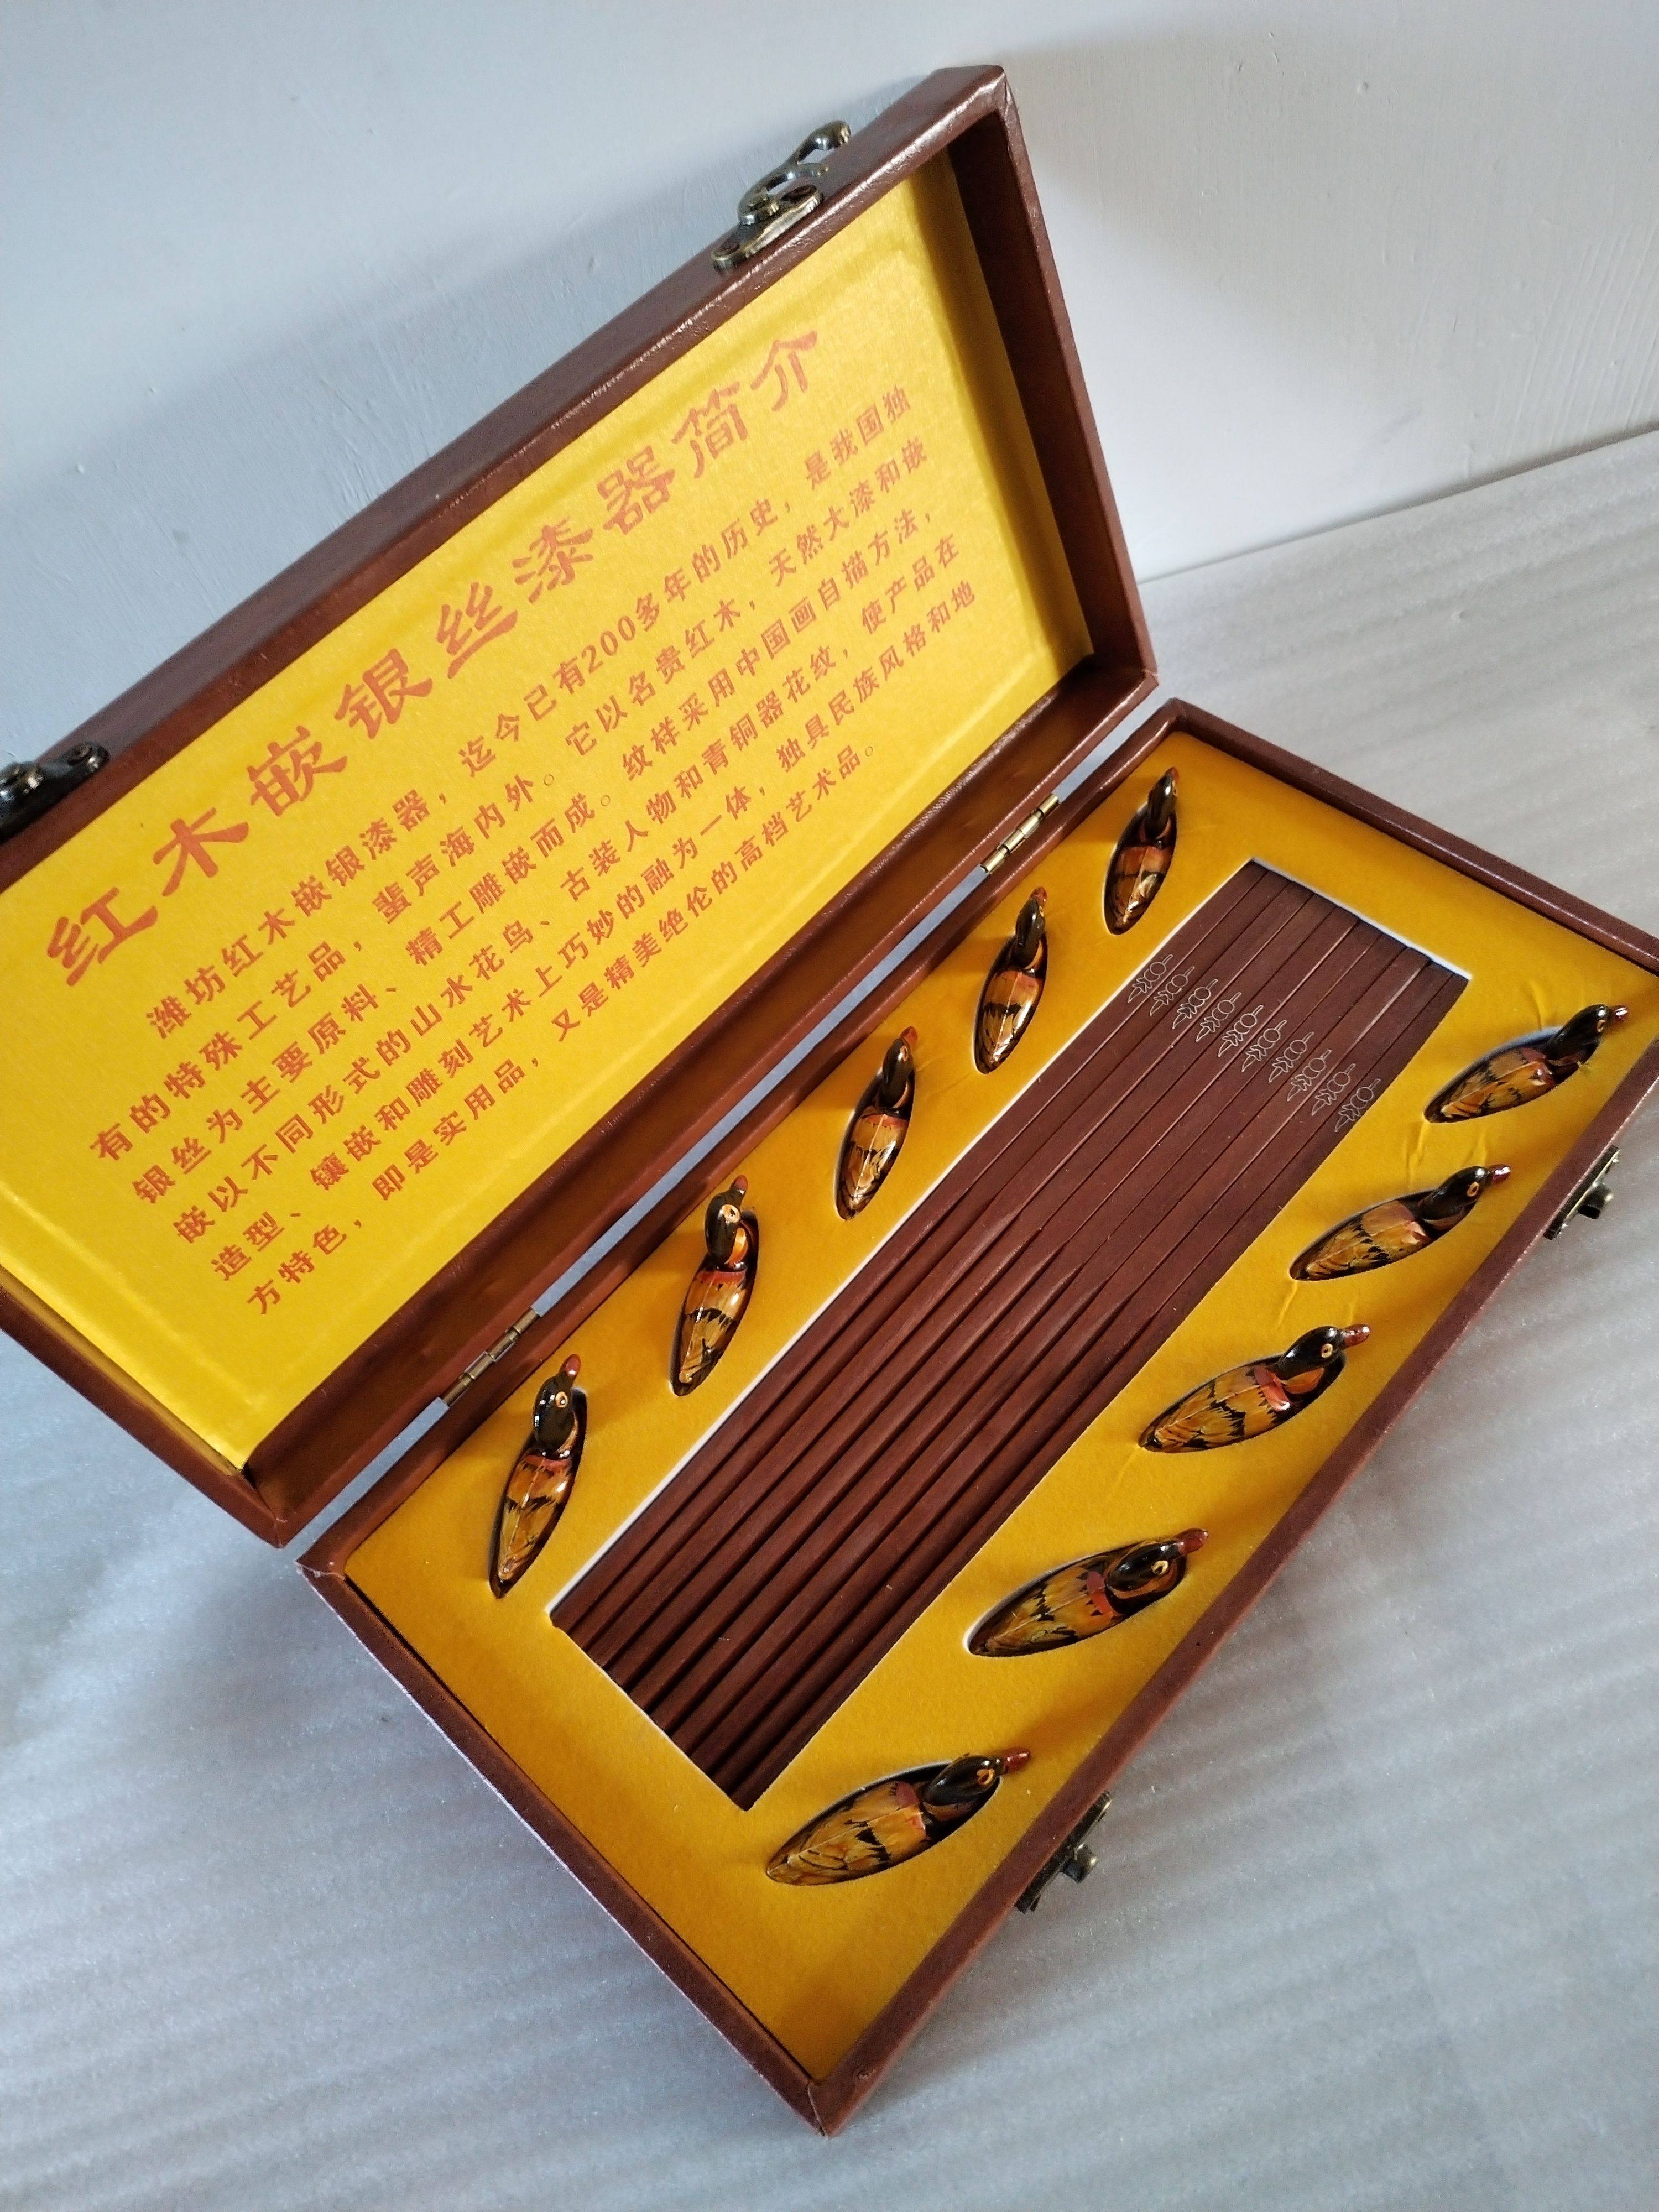 红木嵌银丝漆器简介
潍坊红木嵌银漆器，迄今已有200多年的历史，是我国独
有的特殊工艺品，蜚声海内外。它以名贵红木，天然大漆和嵌
银丝为主要原料、精工雕嵌而成。纹样采用中国画自描方法，
嵌以不同形式的山水花鸟、古装人物和青铜器花纹，使产品在
造型、镶嵌和雕刻艺术上巧妙的融为一体，独具民族风格和地
方特色，即是实用品，又是精美绝伦的高档艺术品。